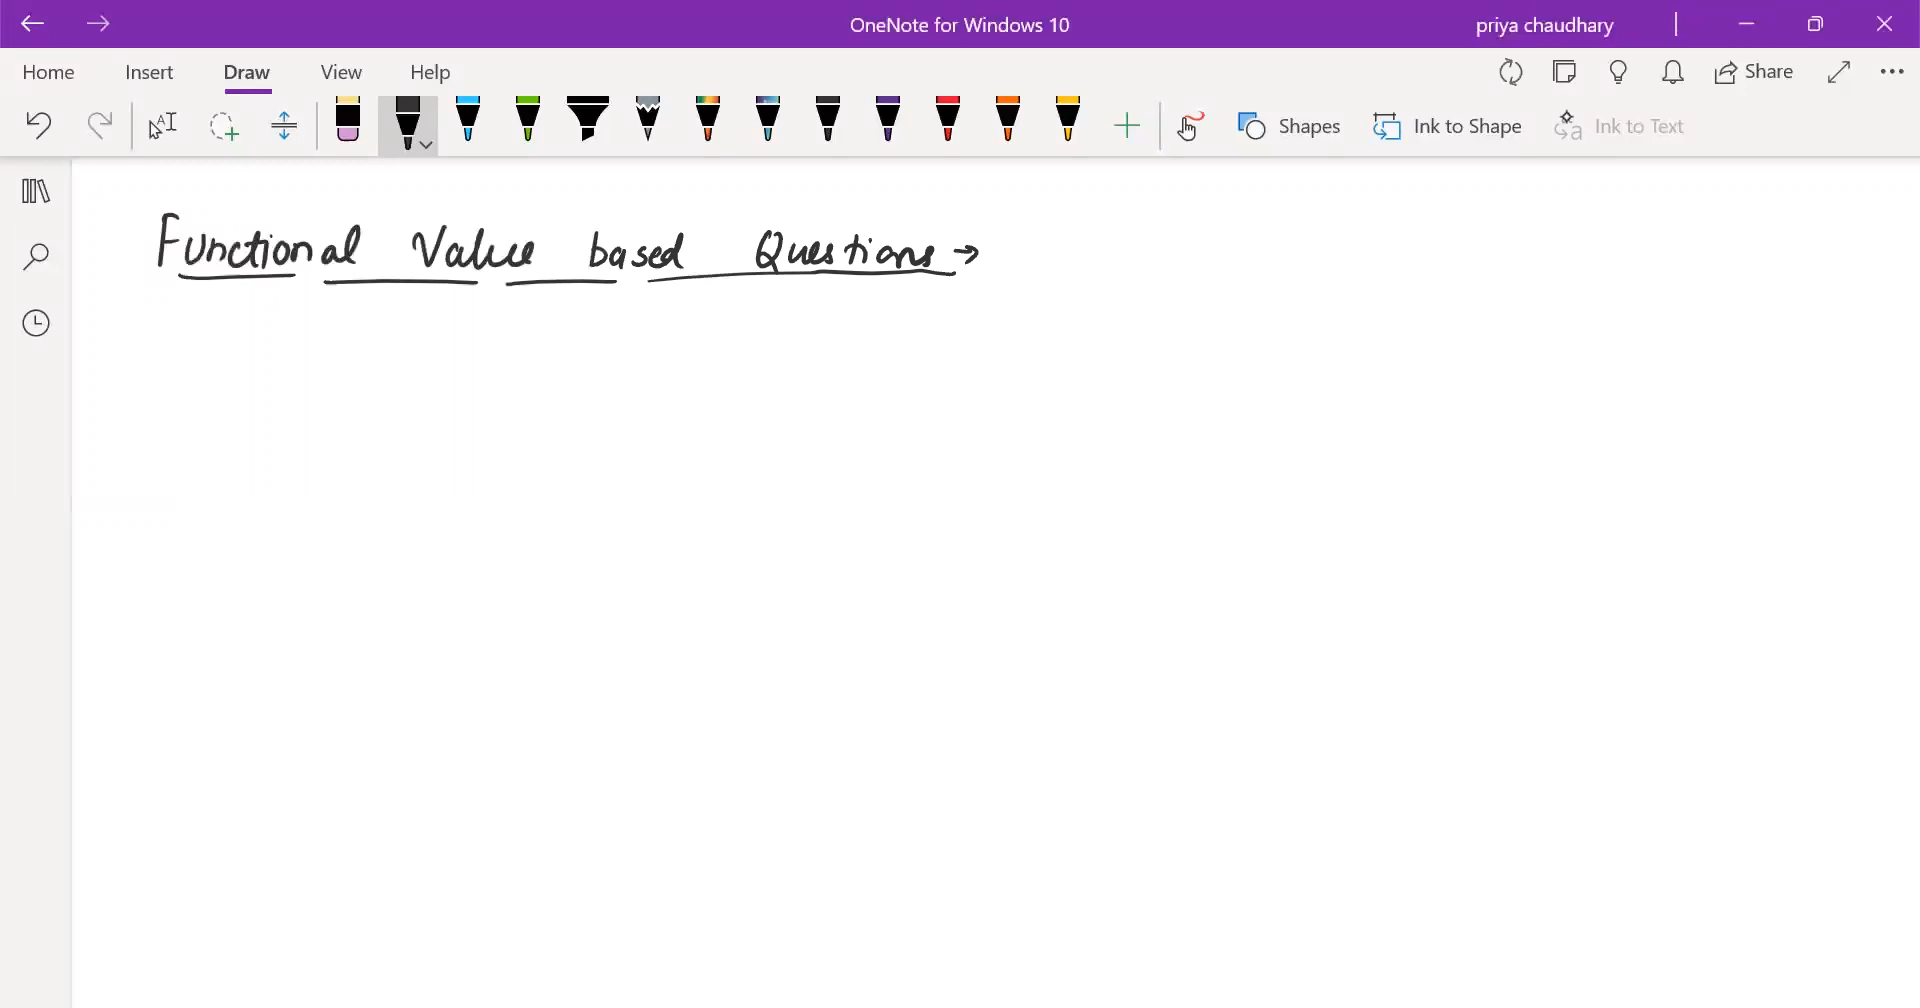 OneNote for Windows 10
priya chaudhary
Home Insert Draw View Help
Share
Shapes Ink to Shape Ink to Text
Functional Value based Questions →